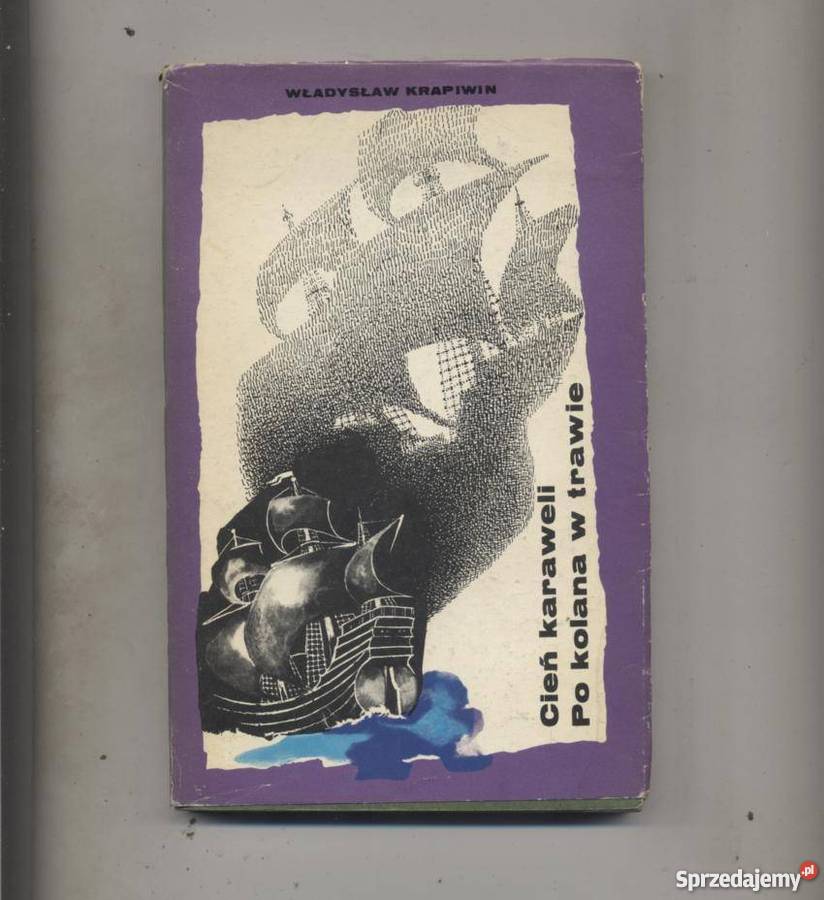 WŁADYSŁAW KRAPIWIN
Cień karaweli
Po kolana w trawie
Sprzedajemy.pl